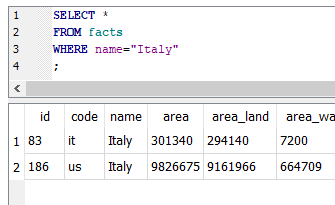 1 SELECT *
2 FROM facts
3 WHERE name="Italy"
4 ;
id code name area area_land area_wa
1 83 it Italy 301340 294140 7200
2 186 us Italy 9826675 9161966 664709